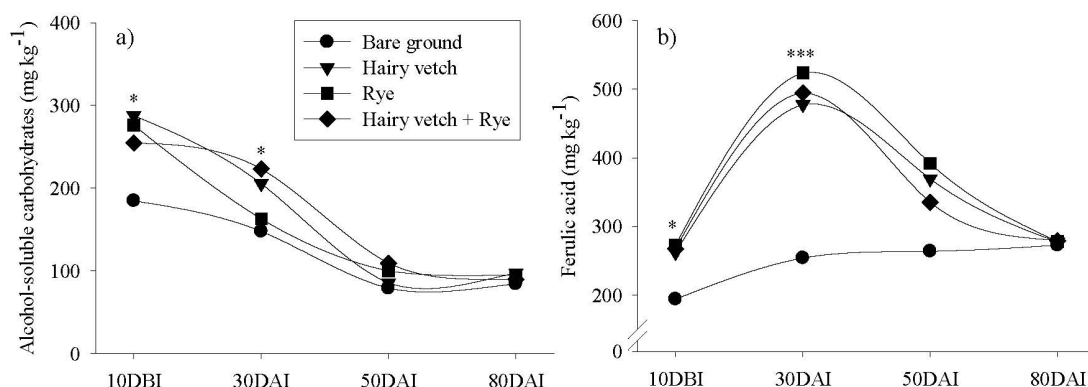 a)
Alcohol-soluble carbohydrates (mg kg⁻¹)
400
300
200
100
0
*
*
Bare ground
Hairy vetch
Rye
Hairy vetch + Rye
10DBI 30DAI 50DAI 80DAI
b)
Ferulic acid (mg kg⁻¹)
600
500
400
300
200
0
*
***
10DBI 30DAI 50DAI 80DAI